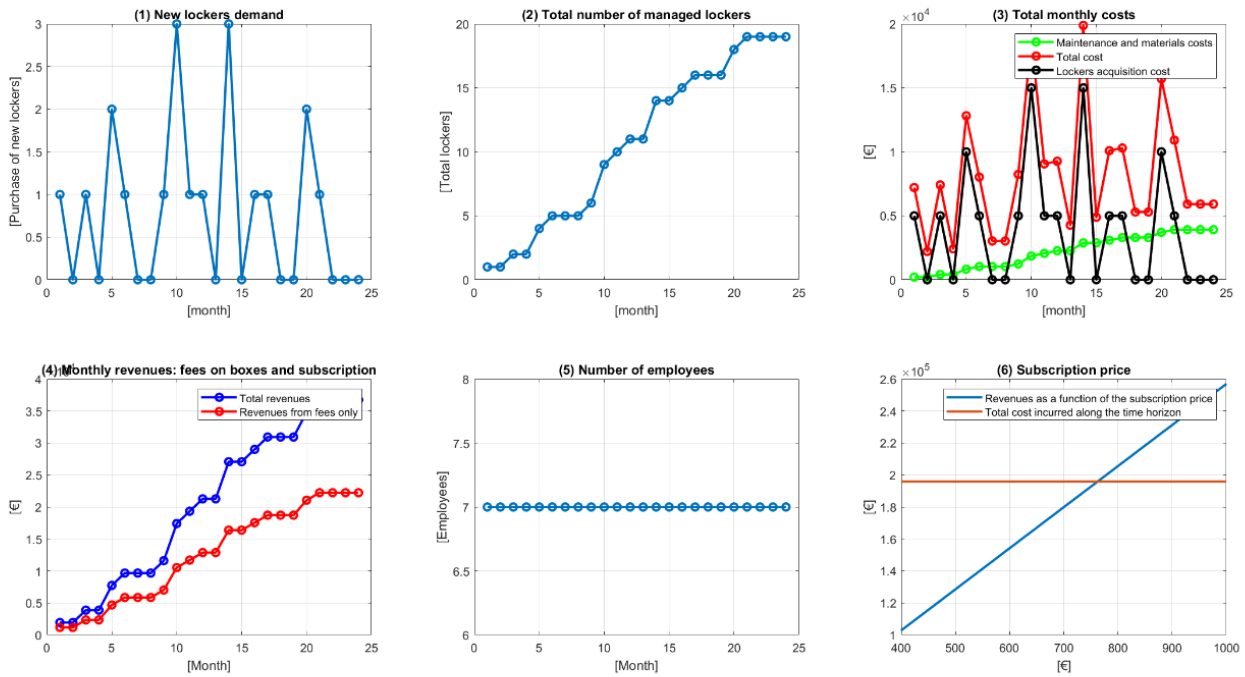 (1) New lockers demand
[Purchase of new lockers]
3
2.5
2
1.5
1
0.5
0
0 5 10 15 20 25
[month]
(2) Total number of managed lockers
[Total lockers]
20
15
10
5
0
0 5 10 15 20 25
[month]
(3) Total monthly costs
×10⁴
[€]
2
1.5
1
0.5
0
Maintenance and materials costs
Total cost
Lockers acquisition cost
0 5 10 15 20 25
[month]
(4) Monthly revenues: fees on boxes and subscription
[€]
4
3.5
3
2.5
2
1.5
1
0.5
0
Total revenues
Revenues from fees only
0 5 10 15 20 25
[Month]
(5) Number of employees
[Employees]
8
7.5
7
6.5
6
0 5 10 15 20 25
[Month]
(6) Subscription price
×10⁵
[€]
2.6
2.4
2.2
2
1.8
1.6
1.4
1.2
1
Revenues as a function of the subscription price
Total cost incurred along the time horizon
400 500 600 700 800 900 1000
[€]